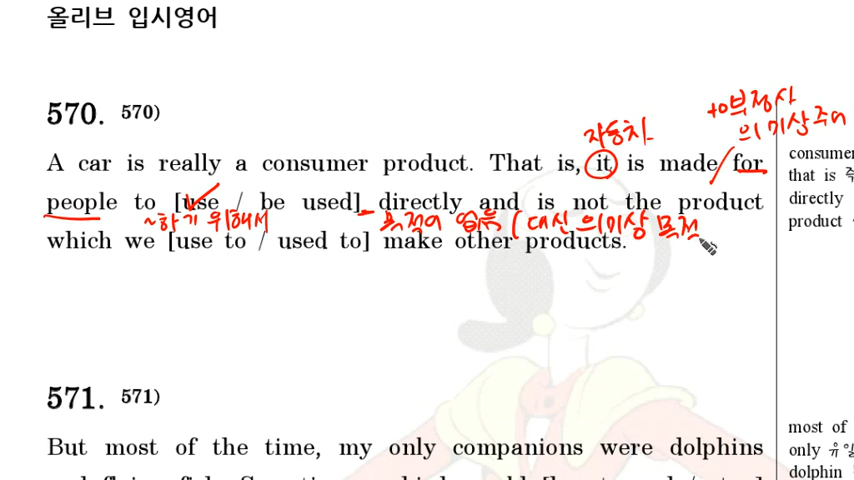 올리브 입시영어
570. 570)
to부정사
의 의미상 주어
자동차
A car is really a consumer product. That is, it is made for
consumer
that is 즉
people to [use / be used] directly and is not the product
directly
~하기 위해서
목적어 없음 (대신 의미상 목적
product
which we [use to / used to] make other products.
571. 571)
most of
But most of the time, my only companions were dolphins
only 유일
dolphin